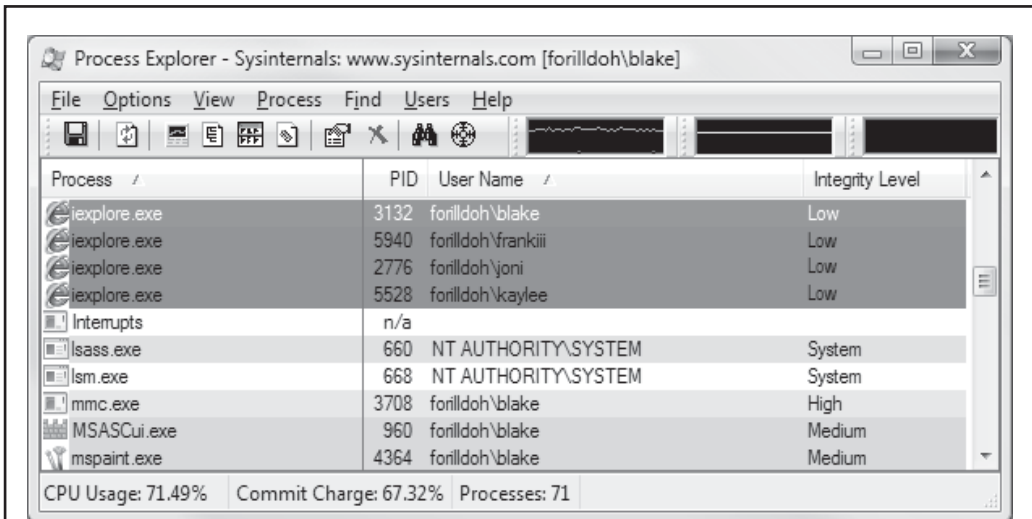 Process Explorer - Sysinternals: www.sysinternals.com [forilldoh\blake]
File Options View Process Find Users Help
Process PID User Name Integrity Level
iexplore.exe 3132 forilldoh\blake Low
iexplore.exe 5940 forilldoh\frankiii Low
iexplore.exe 2776 forilldoh\joni Low
iexplore.exe 5528 forilldoh\kaylee Low
Interrupts n/a
lsass.exe 660 NT AUTHORITY\SYSTEM System
lsm.exe 668 NT AUTHORITY\SYSTEM System
mmc.exe 3708 forilldoh\blake High
MSASCui.exe 960 forilldoh\blake Medium
mspaint.exe 4364 forilldoh\blake Medium
CPU Usage: 71.49% Commit Charge: 67.32% Processes: 71